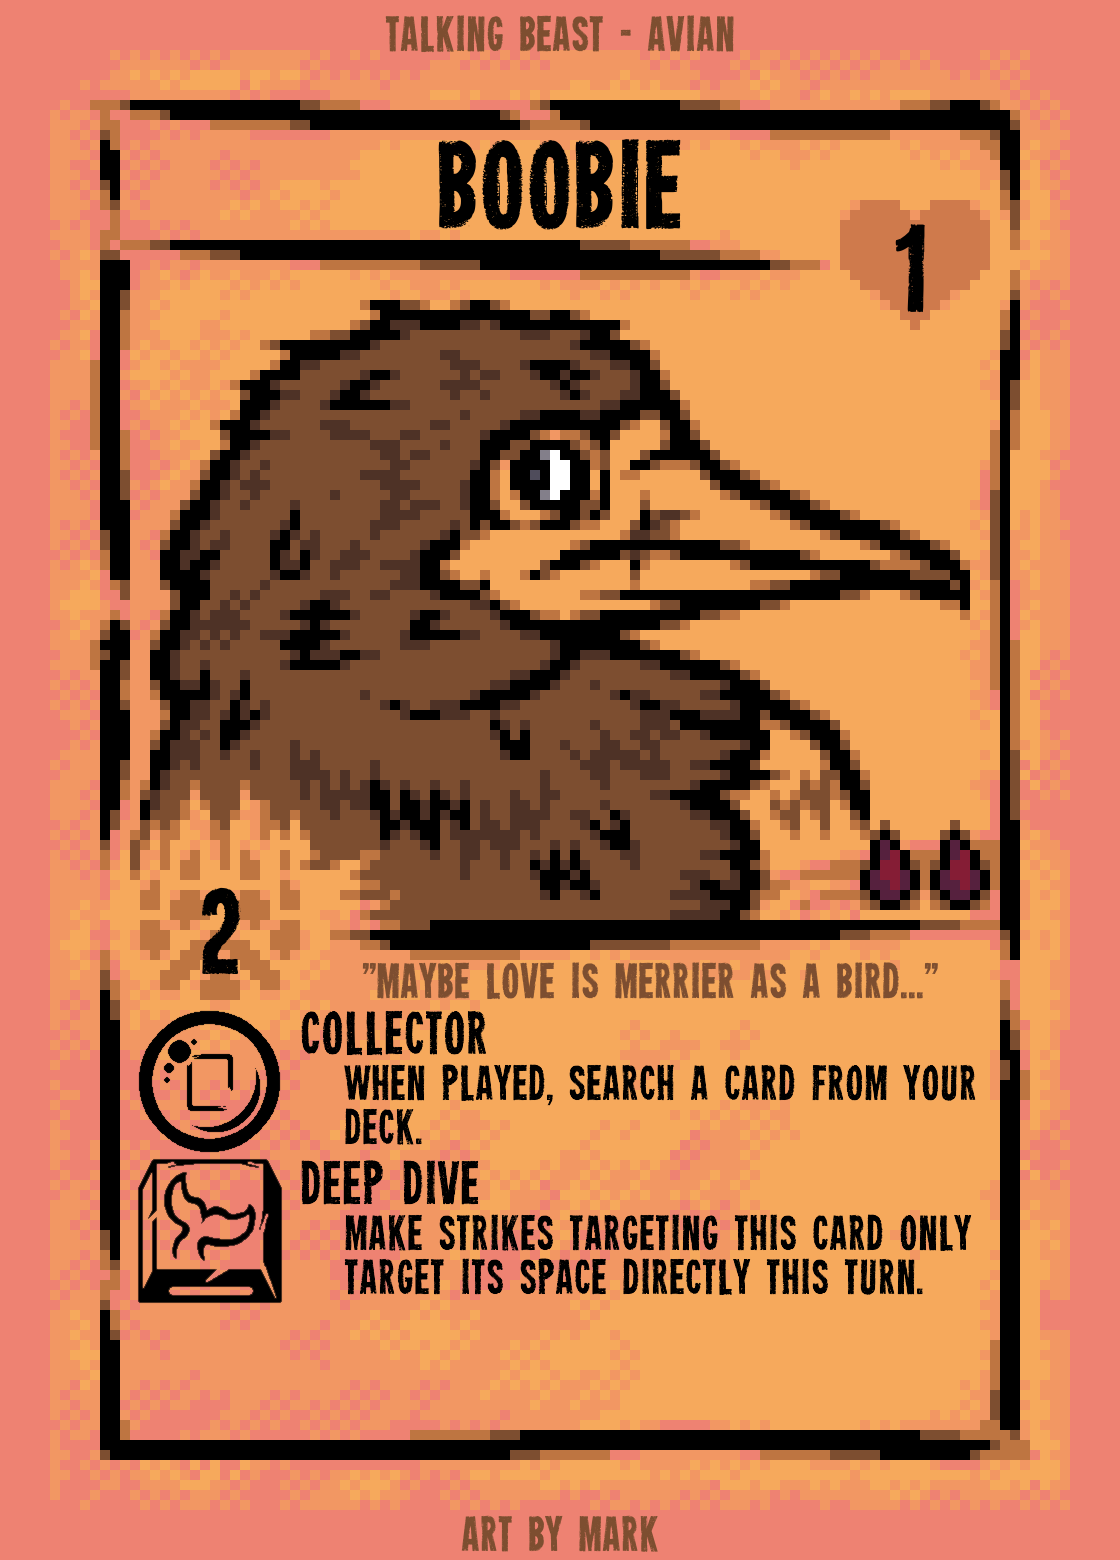 TALKING BEAST - AVIAN
BOOBIE
1
2
"MAYBE LOVE IS MERRIER AS A BIRD..."
COLLECTOR
WHEN PLAYED, SEARCH A CARD FROM YOUR
DECK.
DEEP DIVE
MAKE STRIKES TARGETING THIS CARD ONLY
TARGET ITS SPACE DIRECTLY THIS TURN.
ART BY MARK